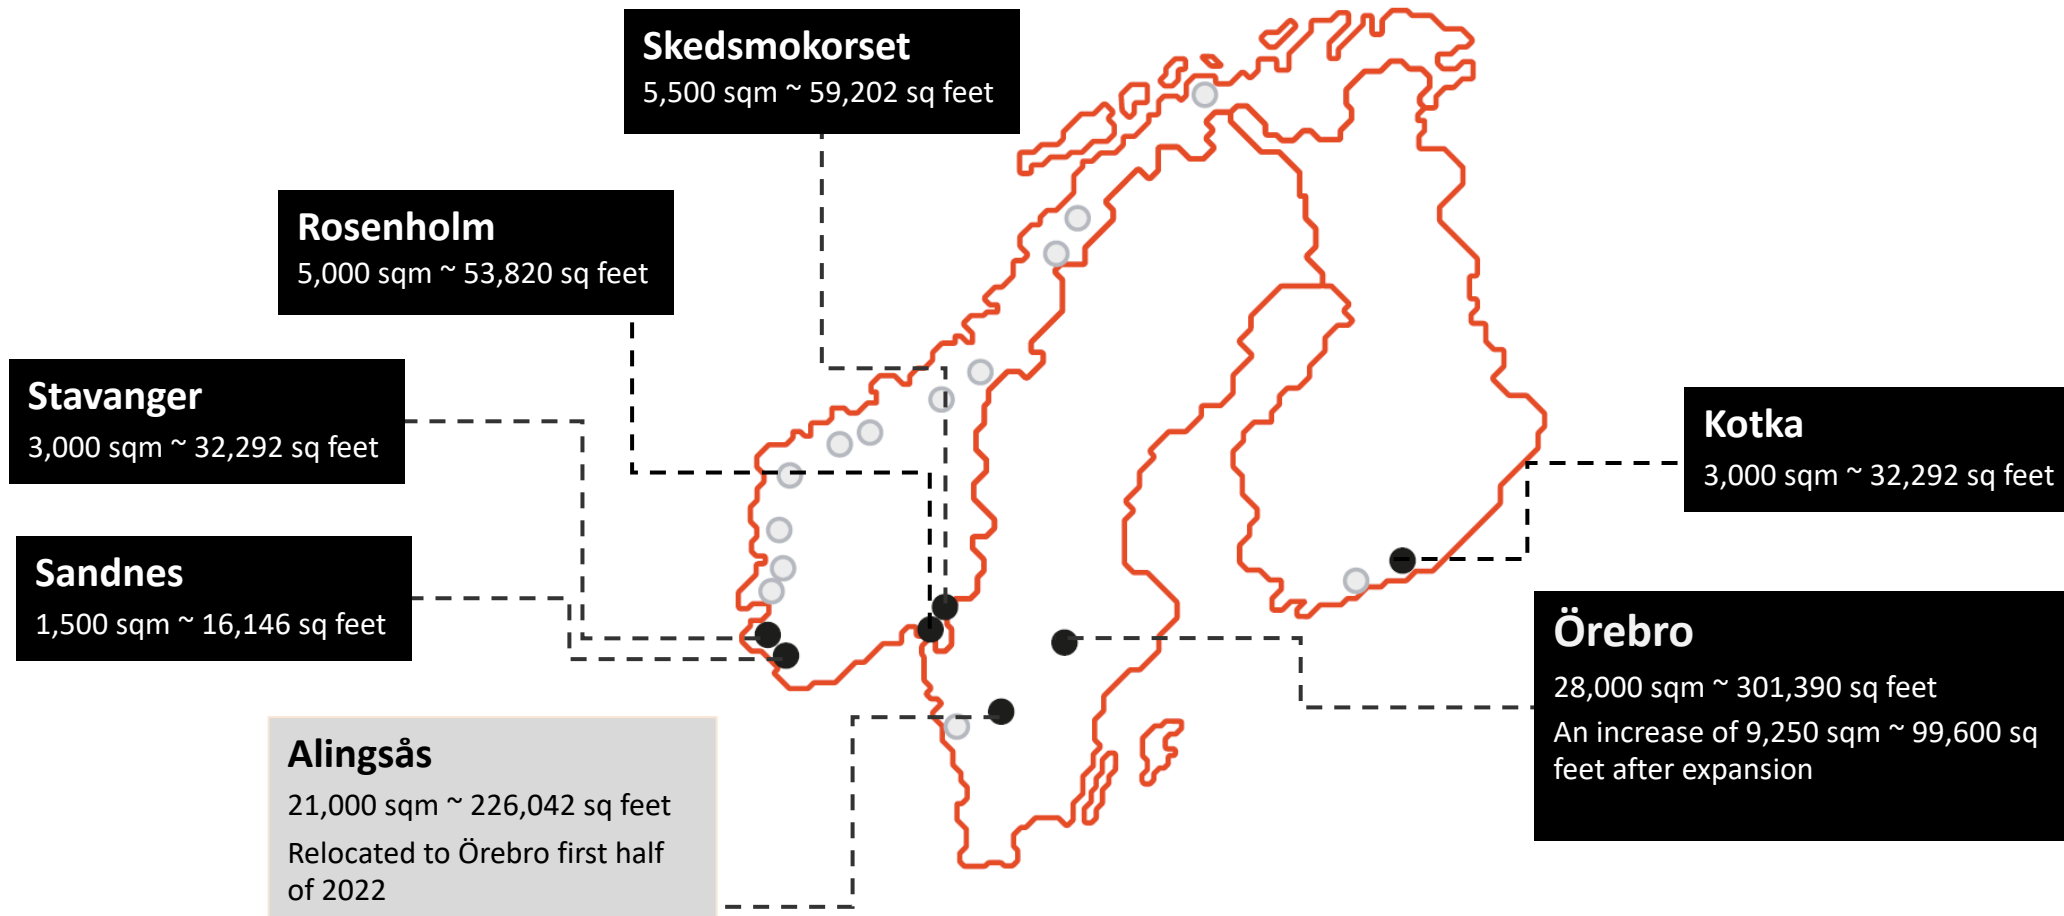 Skedsmokorset
5,500 sqm ~ 59,202 sq feet
Rosenholm
5,000 sqm ~ 53,820 sq feet
Stavanger
3,000 sqm ~ 32,292 sq feet
Kotka
3,000 sqm ~ 32,292 sq feet
Sandnes
1,500 sqm ~ 16,146 sq feet
Örebro
28,000 sqm ~ 301,390 sq feet
An increase of 9,250 sqm ~ 99,600 sq
feet after expansion
Alingsås
21,000 sqm ~ 226,042 sq feet
Relocated to Örebro first half
of 2022